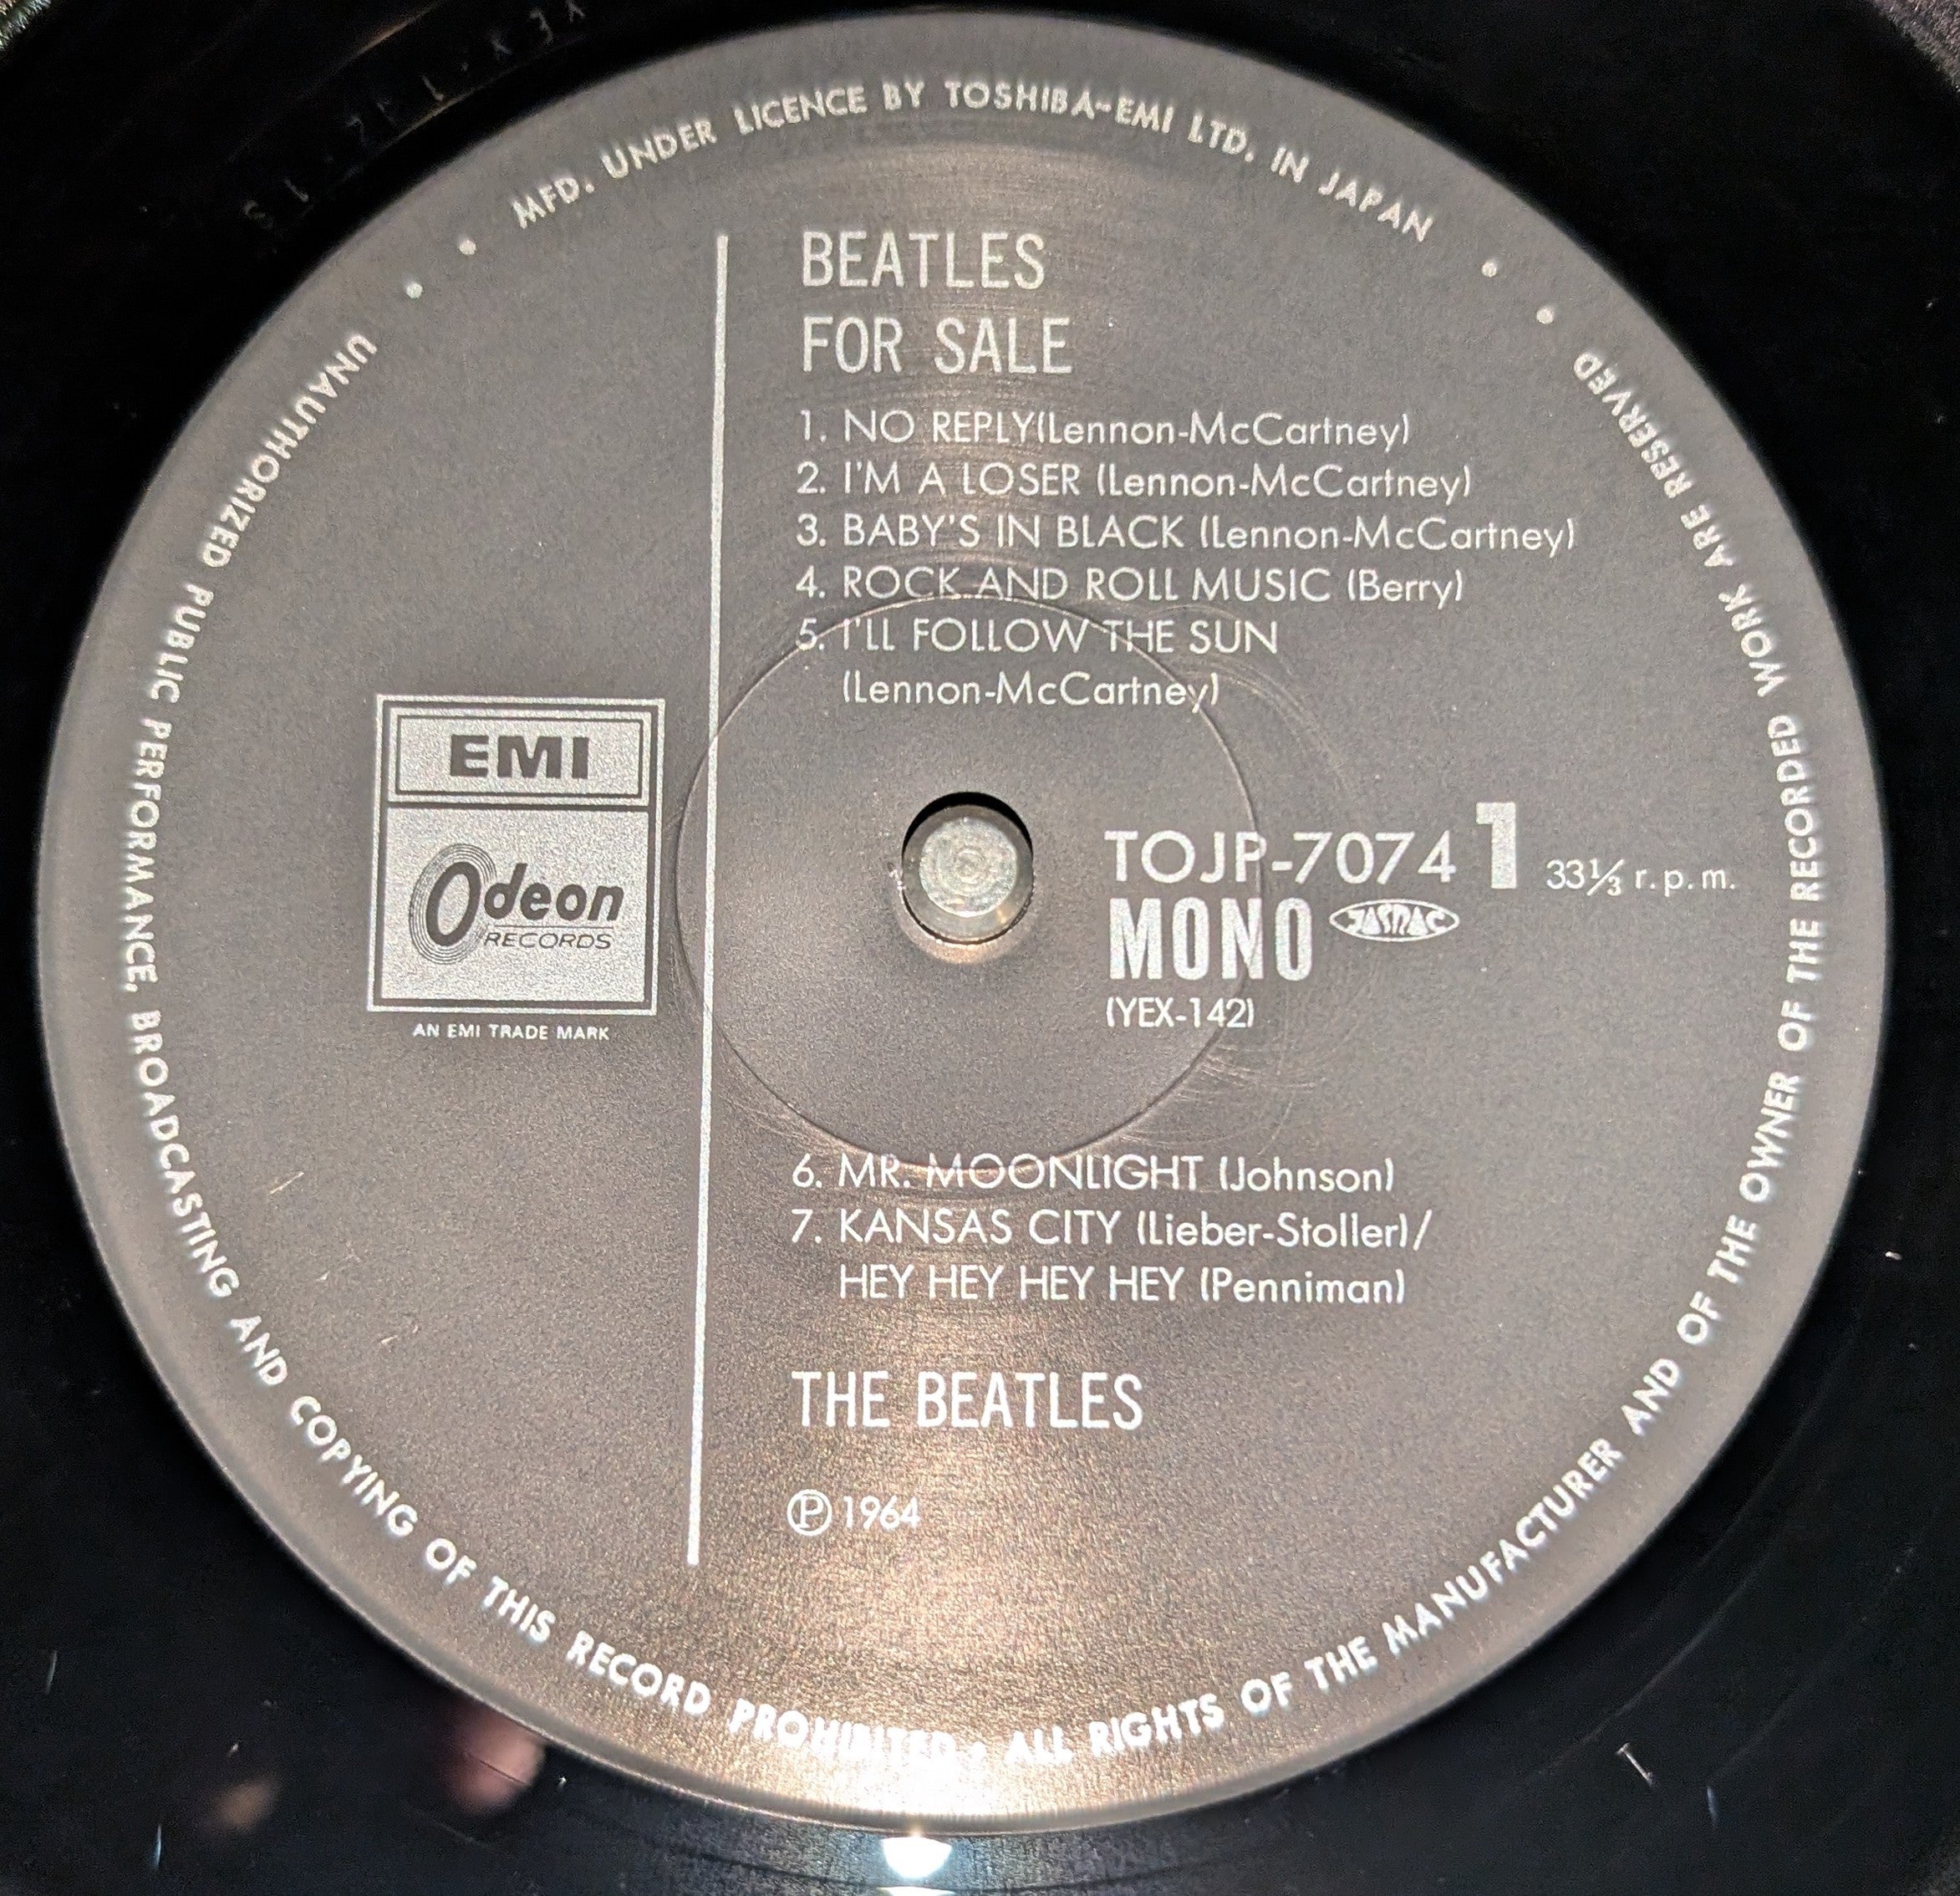 MFD. UNDER LICENCE BY TOSHIBA-EMI LTD. IN JAPAN
BEATLES
FOR SALE
1. NO REPLY(Lennon-McCartney)
2. I'M A LOSER (Lennon-McCartney)
3. BABY'S IN BLACK (Lennon-McCartney)
4. ROCK AND ROLL MUSIC (Berry)
5. I'LL FOLLOW THE SUN
(Lennon-McCartney)
EMI
Odeon
RECORDS
AN EMI TRADE MARK
TOJP-7074 1 33⅓ r.p.m.
MONO JASRAC
(YEX-142)
6. MR. MOONLIGHT (Johnson)
7. KANSAS CITY (Lieber-Stoller)/
HEY HEY HEY HEY (Penniman)
THE BEATLES
Ⓟ 1964
UNAUTHORIZED PUBLIC PERFORMANCE, BROADCASTING AND COPYING OF THIS RECORD PROHIBITED. ALL RIGHTS OF THE MANUFACTURER AND OF THE OWNER OF THE RECORDED WORK ARE RESERVED